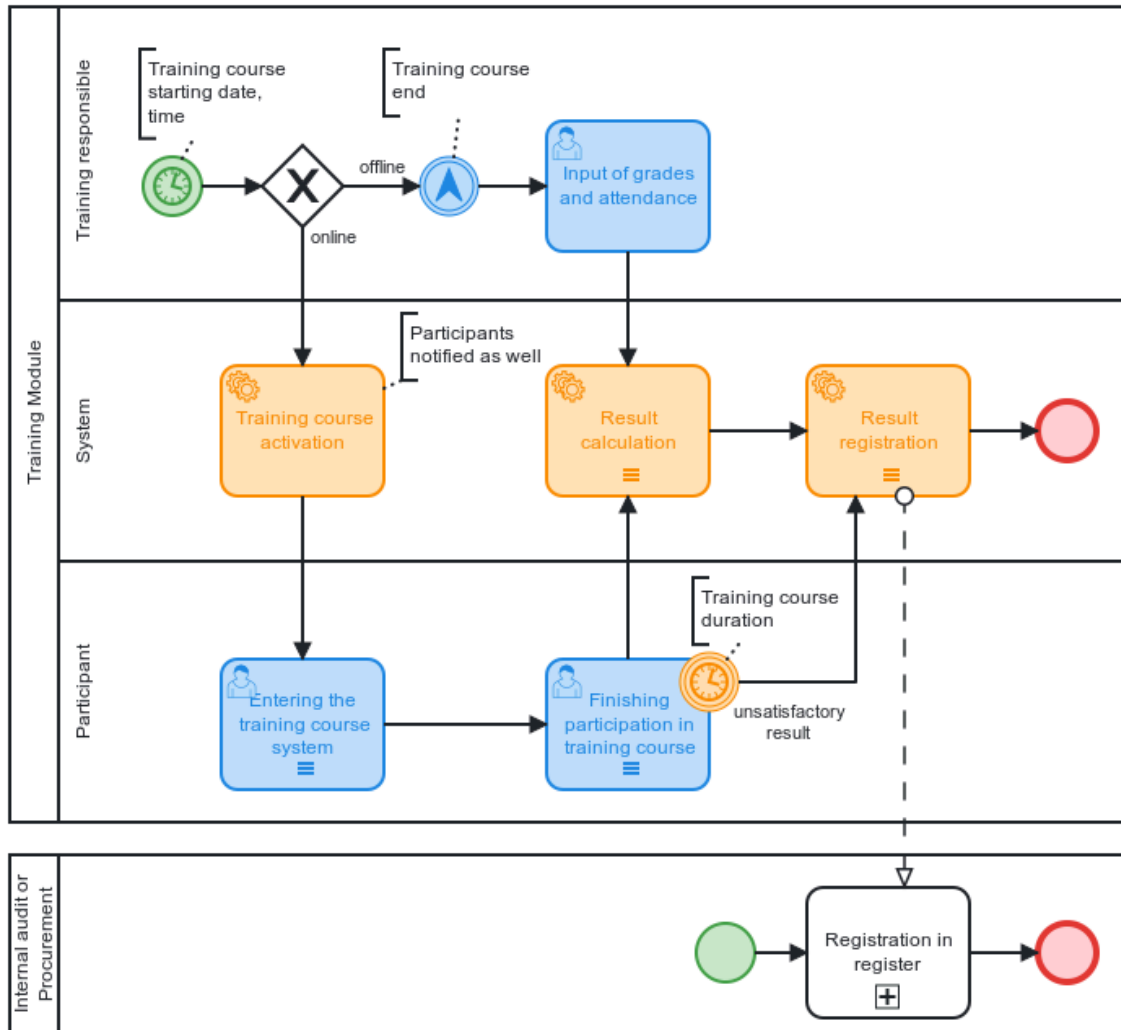 Training Module
Training responsible
Training course
starting date,
time
Training course
end
offline
online
X
Input of grades
and attendance
System
Participants
notified as well
Training course
activation
Result
calculation
Result
registration
Participant
Training course
duration
Entering the
training course
system
Finishing
participation in
training course
unsatisfactory
result
Internal audit or
Procurement
Registration in
register